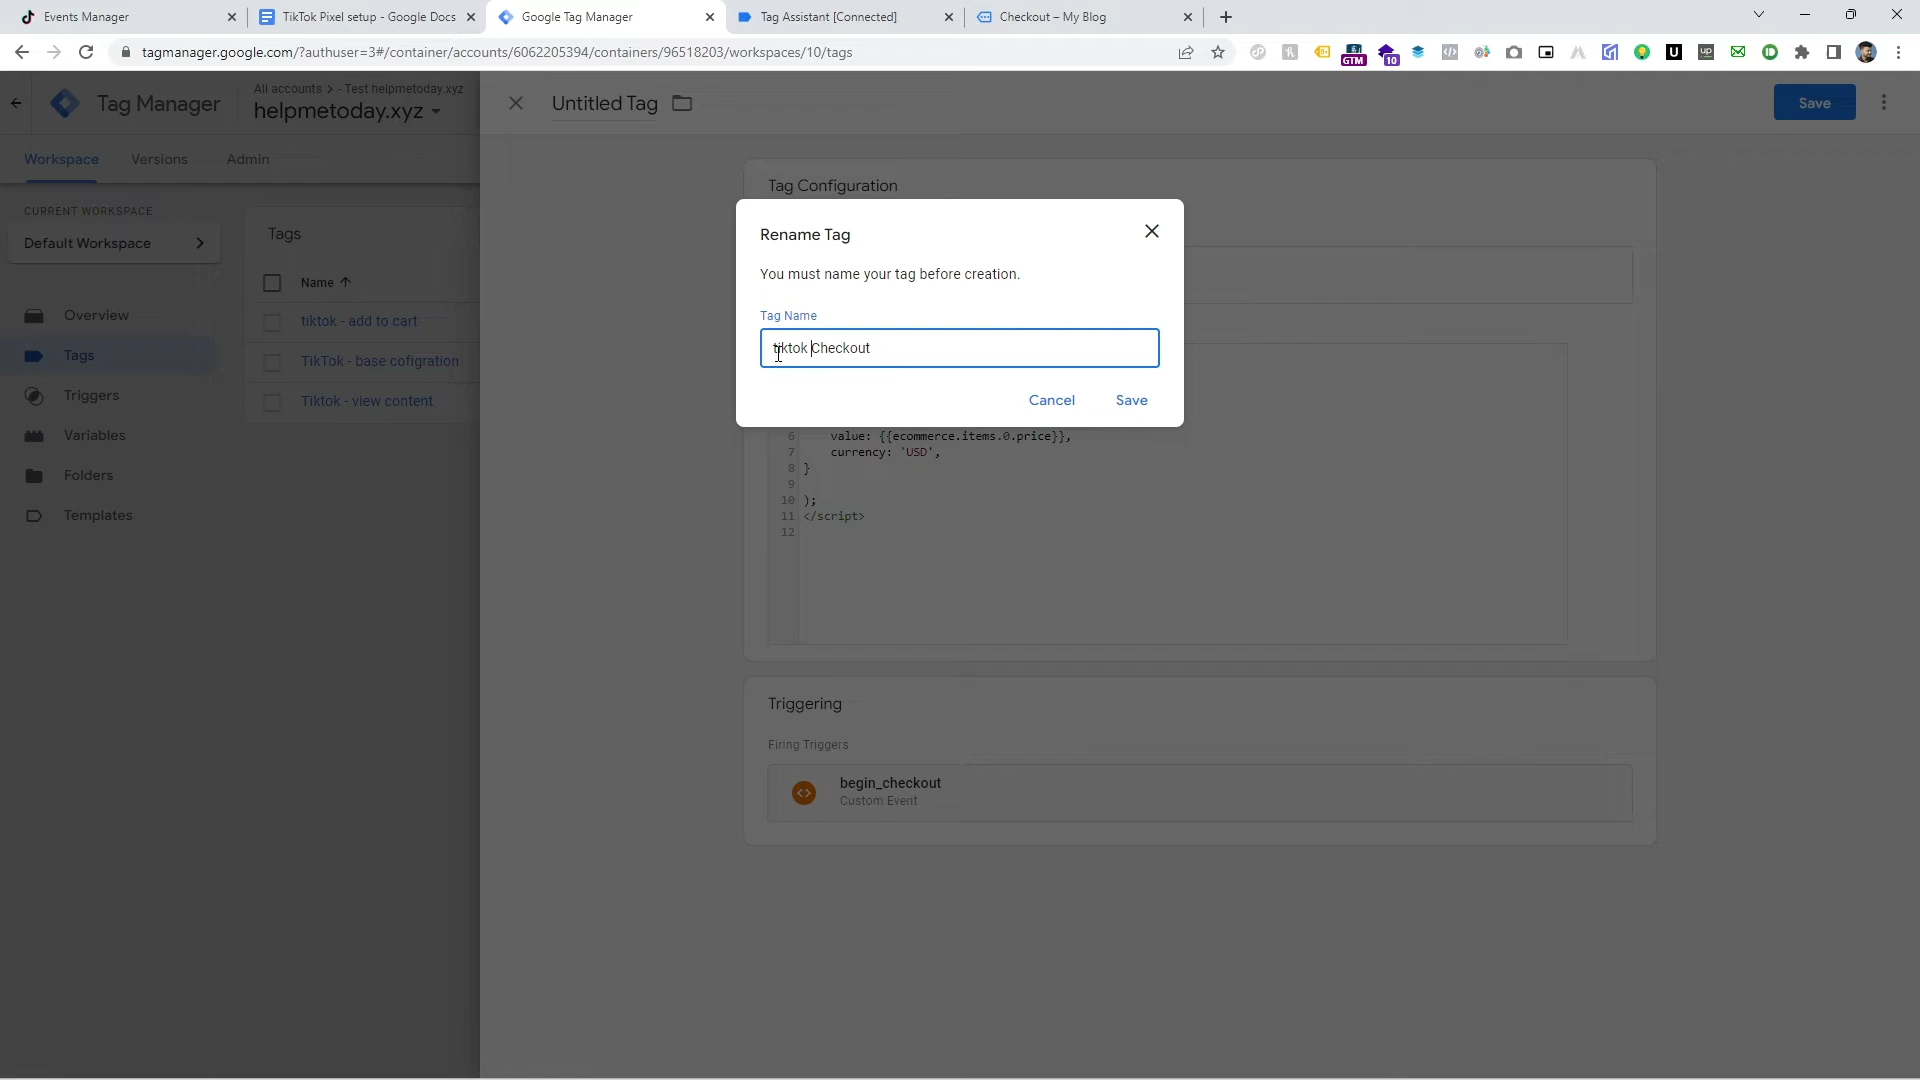 Events Manager
TikTok Pixel setup - Google Docs
Google Tag Manager
Tag Assistant [Connected]
Checkout – My Blog
tagmanager.google.com/?authuser=3#/container/accounts/6062205394/containers/96518203/workspaces/10/tags
GTM
10
U
up
Tag Manager
All accounts > - Test helpmetoday.xyz
helpmetoday.xyz
Untitled Tag
Save
Workspace
Versions
Admin
CURRENT WORKSPACE
Default Workspace
Overview
Tags
Triggers
Variables
Folders
Templates
Tags
Name
tiktok - add to cart
TikTok - base cofigration
Tiktok - view content
Tag Configuration
Rename Tag
You must name your tag before creation.
Tag Name
tiktok Checkout
Cancel
Save
6 value: {{ecommerce.items.0.price}},
7 currency: 'USD',
8 }
9
10 );
11 </script>
12
Triggering
Firing Triggers
begin_checkout
Custom Event